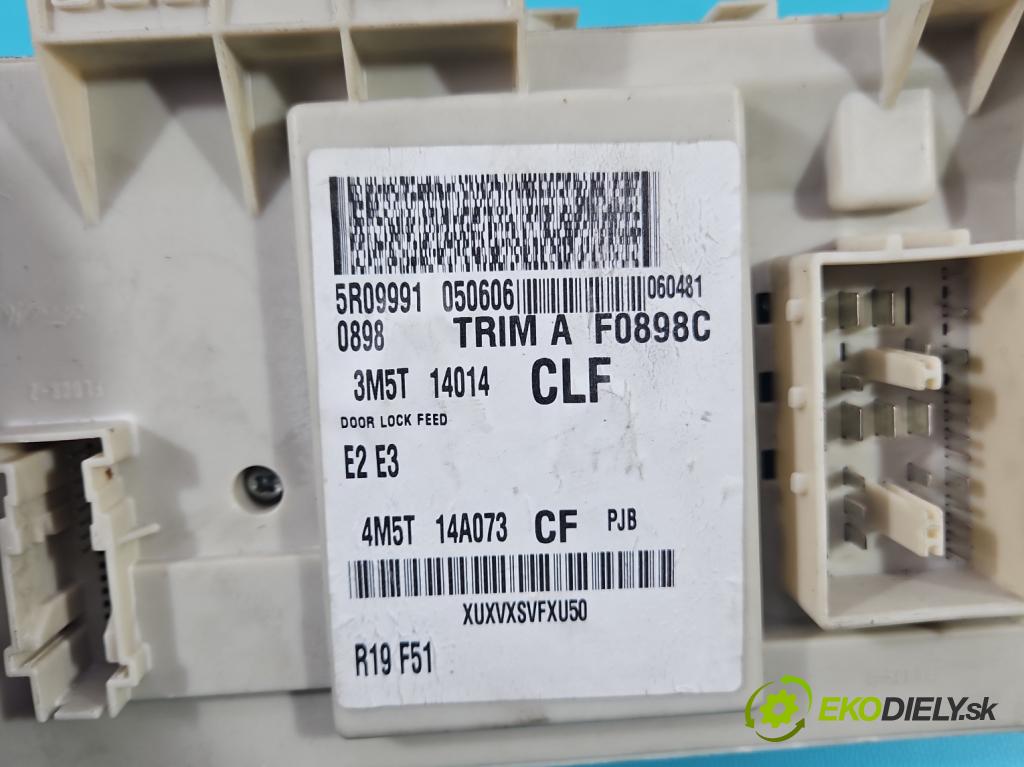 5R09991 050606 060481
0898 TRIM A F0898C
3M5T 14014 CLF
DOOR LOCK FEED
E2 E3
4M5T 14A073 CF PJB
XUXVXSVFXU50
R19 F51
EKODIELY.sk